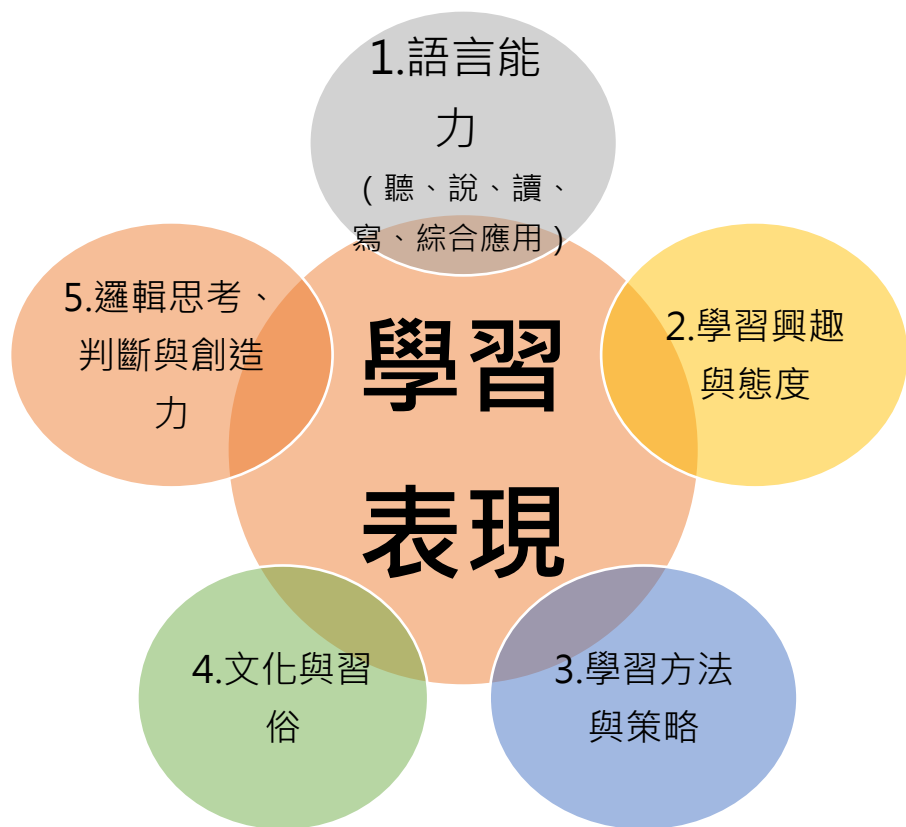 1.語言能
力
（聽、說、讀、
寫、綜合應用）
2.學習興趣
與態度
3.學習方法
與策略
4.文化與習
俗
5.邏輯思考、
判斷與創造
力
學習
表現